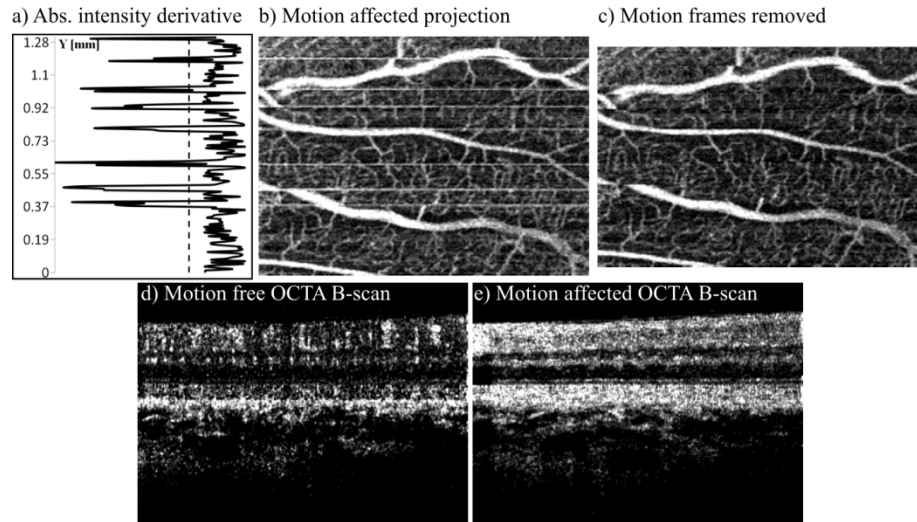 a) Abs. intensity derivative
b) Motion affected projection
c) Motion frames removed
1.28
Y [mm]
1.1
0.92
0.73
0.55
0.37
0.19
0
d) Motion free OCTA B-scan
e) Motion affected OCTA B-scan